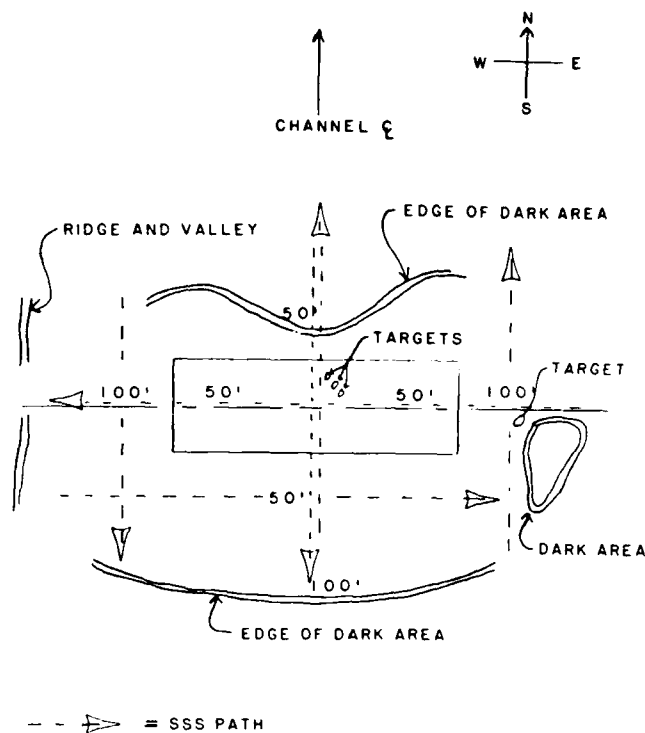 N
W E
S
CHANNEL ℄
EDGE OF DARK AREA
RIDGE AND VALLEY
50'
TARGETS
100' 50' 50' 100'
TARGET
50'
DARK AREA
100'
EDGE OF DARK AREA
= SSS PATH